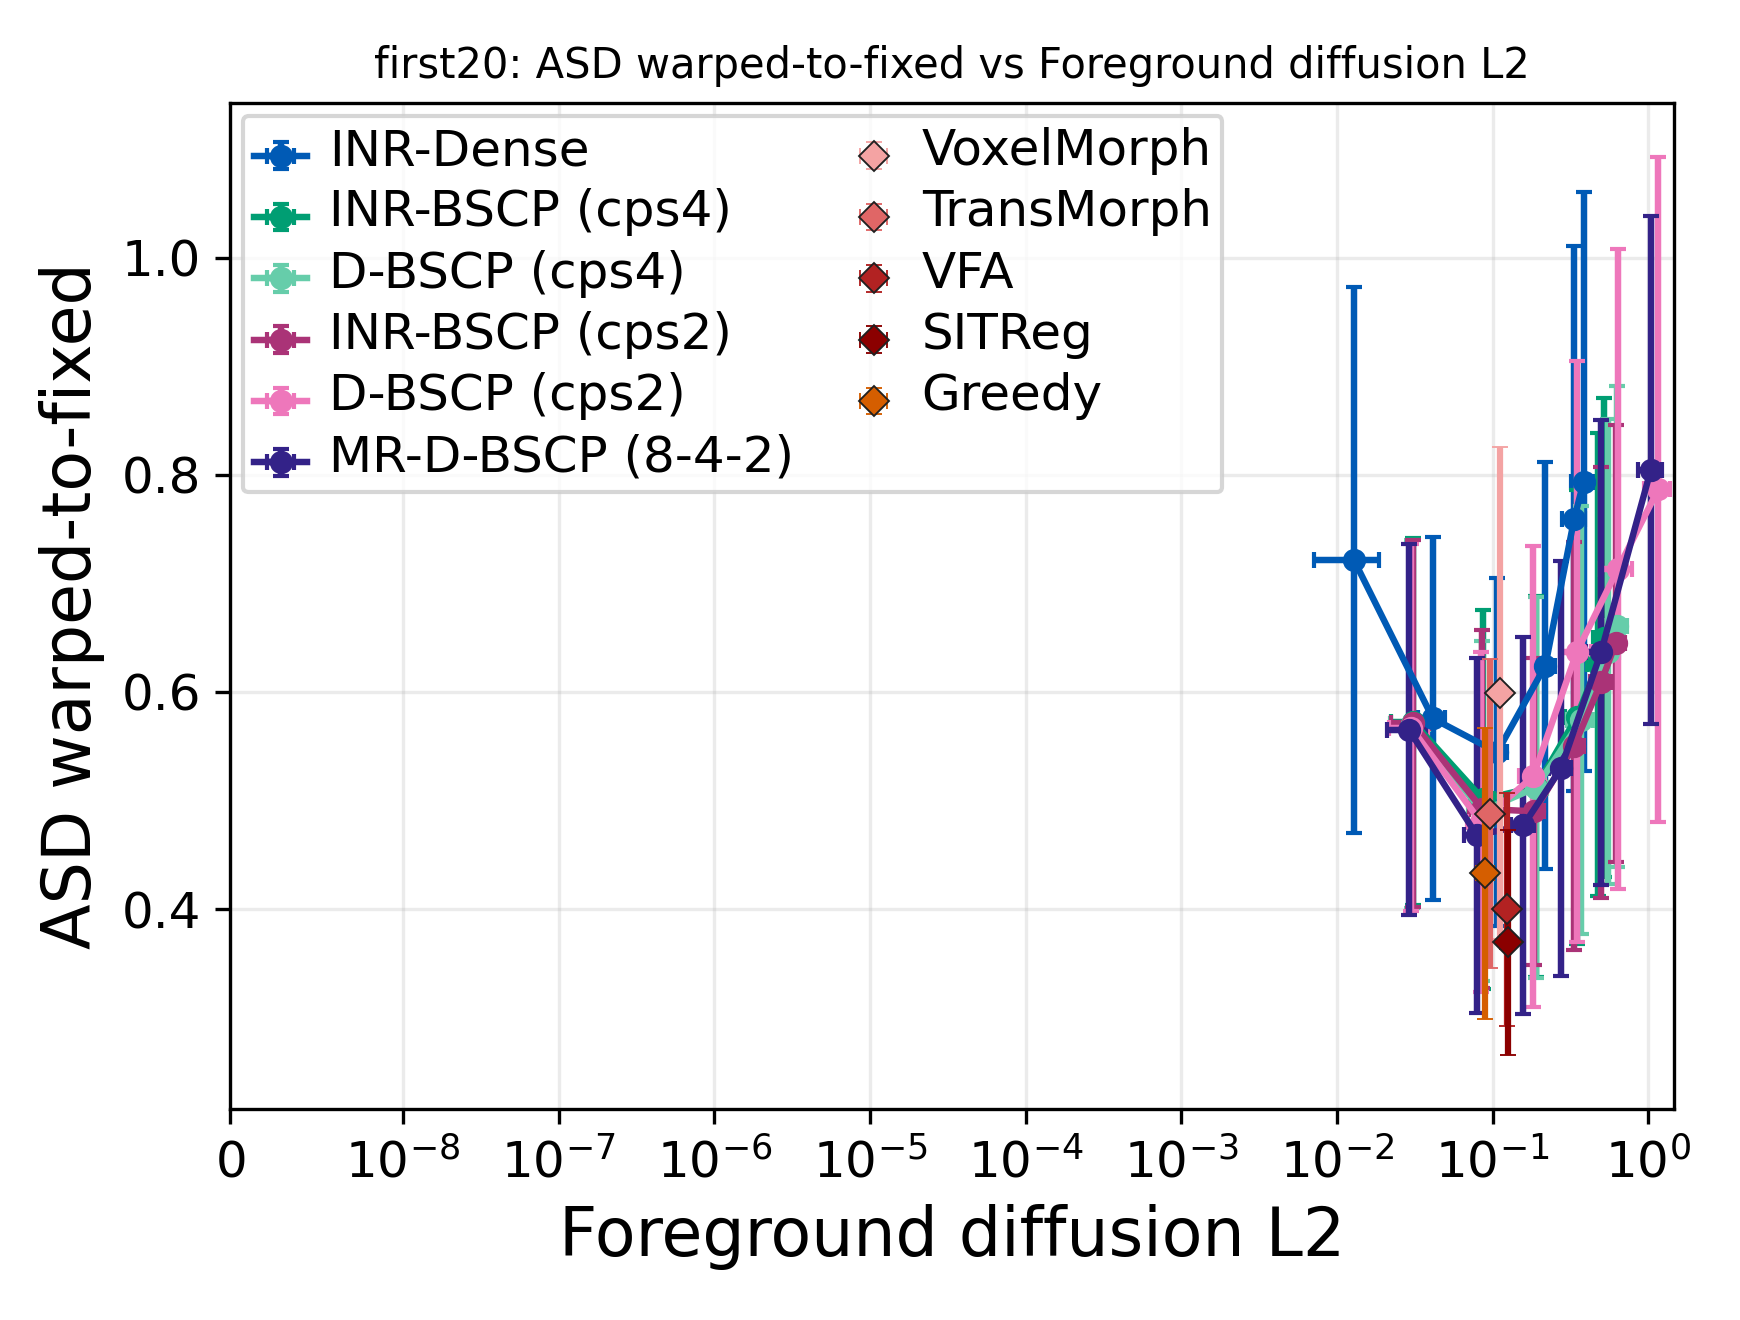 first20: ASD warped-to-fixed vs Foreground diffusion L2
INR-Dense
INR-BSCP (cps4)
D-BSCP (cps4)
INR-BSCP (cps2)
D-BSCP (cps2)
MR-D-BSCP (8-4-2)
VoxelMorph
TransMorph
VFA
SITReg
Greedy
ASD warped-to-fixed
1.0
0.8
0.6
0.4
0 10⁻⁸ 10⁻⁷ 10⁻⁶ 10⁻⁵ 10⁻⁴ 10⁻³ 10⁻² 10⁻¹ 10⁰
Foreground diffusion L2